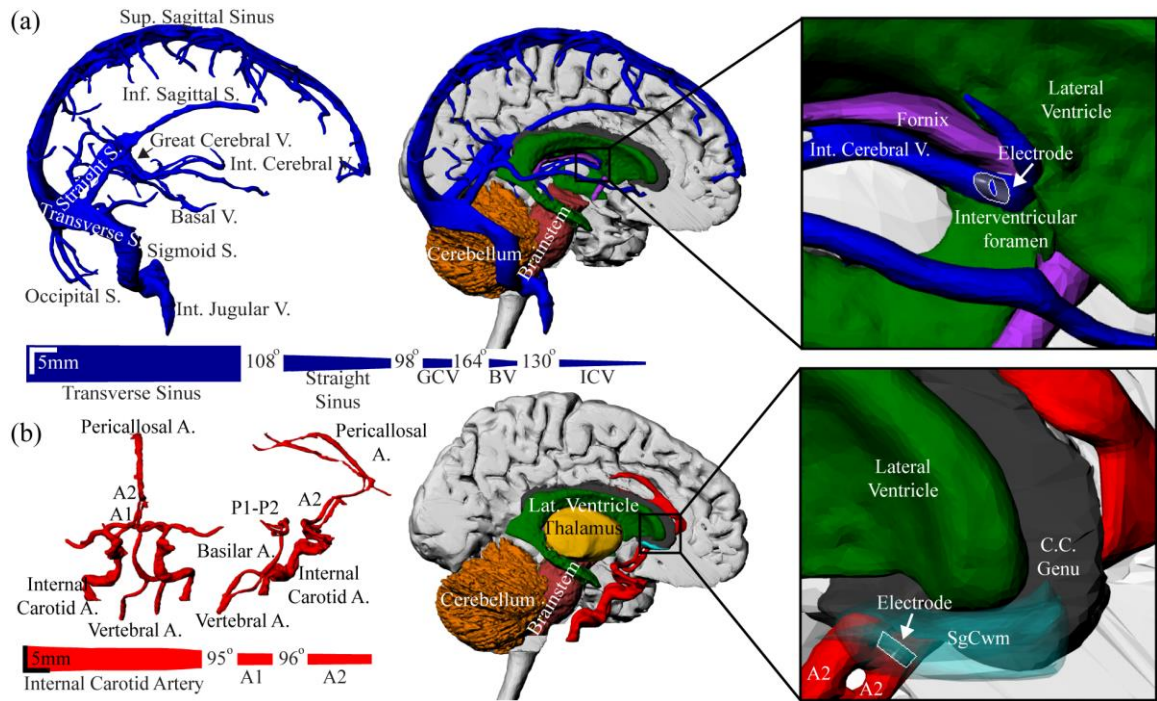 (a)
Sup. Sagittal Sinus
Inf. Sagittal S.
Great Cerebral V.
Int. Cerebral V.
Straight S.
Basal V.
Transverse S.
Sigmoid S.
Occipital S.
Int. Jugular V.
Cerebellum
Brainstem
Lateral
Ventricle
Fornix
Int. Cerebral V.
Electrode
Interventricular
foramen
5mm 108° 98° 164° 130°
Transverse Sinus
Straight
Sinus
GCV
BV
ICV
(b)
Pericallosal A.
A2
A1
Internal
Carotid A.
Vertebral A.
Pericallosal
A.
A2
P1-P2
Basilar A.
Internal
Carotid A.
Vertebral A.
5mm 95° 96°
Internal Carotid Artery
A1
A2
Lat. Ventricle
Thalamus
Cerebellum
Brainstem
Lateral
Ventricle
C.C.
Genu
Electrode
SgCwm
A2
A2